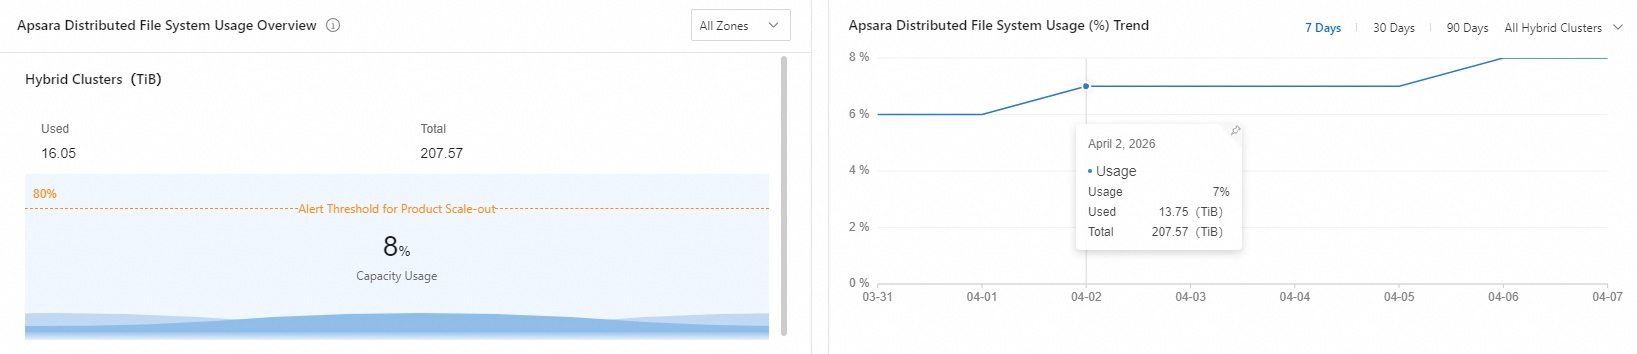 Apsara Distributed File System Usage Overview
All Zones
Hybrid Clusters (TiB)
Used Total
16.05 207.57
80%
Alert Threshold for Product Scale-out
8%
Capacity Usage
Apsara Distributed File System Usage (%) Trend
7 Days 30 Days 90 Days All Hybrid Clusters
8 %
6 %
4 %
2 %
0 %
April 2, 2026
Usage
Usage 7%
Used 13.75 (TiB)
Total 207.57 (TiB)
03-31 04-01 04-02 04-03 04-04 04-05 04-06 04-07